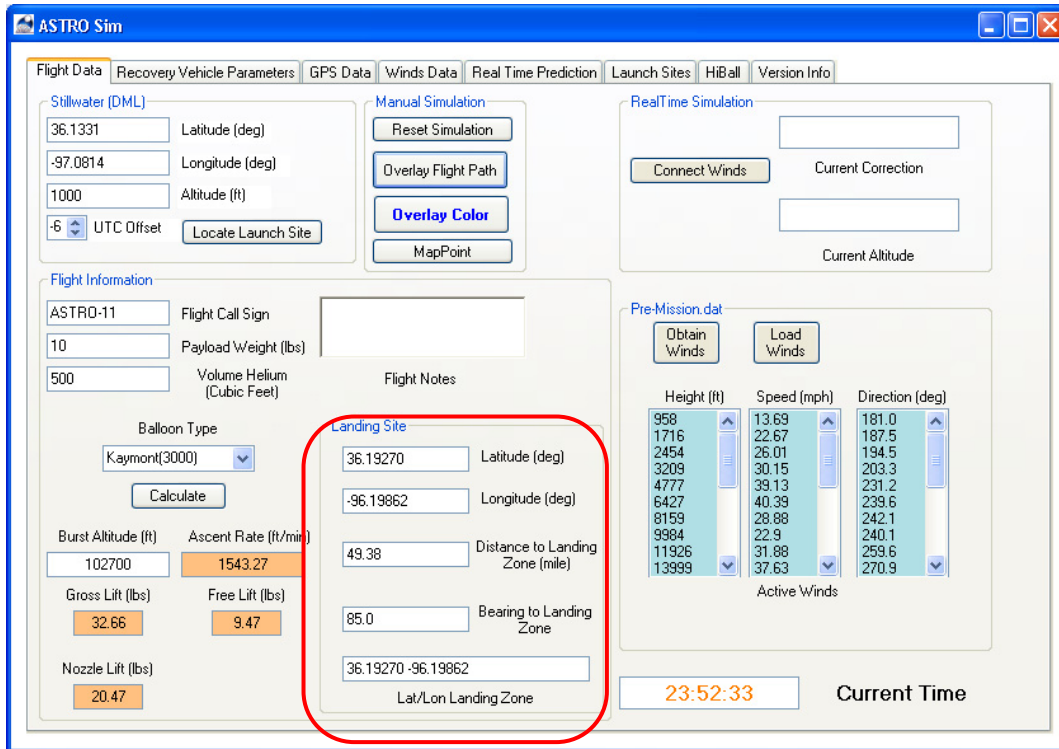 ASTRO Sim
Flight Data Recovery Vehicle Parameters GPS Data Winds Data Real Time Prediction Launch Sites HiBall Version Info
Stillwater (DML)
36.1331 Latitude (deg)
-97.0814 Longitude (deg)
1000 Altitude (ft)
-6 UTC Offset Locate Launch Site
Manual Simulation
Reset Simulation
Overlay Flight Path
Overlay Color
MapPoint
RealTime Simulation
Connect Winds Current Correction
Current Altitude
Flight Information
ASTRO-11 Flight Call Sign
10 Payload Weight (lbs)
500 Volume Helium
(Cubic Feet)
Flight Notes
Balloon Type
Kaymont(3000)
Calculate
Burst Altitude (ft) Ascent Rate (ft/min)
102700 1543.27
Gross Lift (lbs) Free Lift (lbs)
32.66 9.47
Nozzle Lift (lbs)
20.47
Landing Site
36.19270 Latitude (deg)
-96.19862 Longitude (deg)
49.38 Distance to Landing
Zone (mile)
85.0 Bearing to Landing
Zone
36.19270 -96.19862
Lat/Lon Landing Zone
Pre-Mission.dat
Obtain
Winds
Load
Winds
Height (ft) Speed (mph) Direction (deg)
958 13.69 181.0
1716 22.67 187.5
2454 26.01 194.5
3209 30.15 203.3
4777 39.13 231.2
6427 40.39 239.6
8159 28.88 242.1
9984 22.9 240.1
11926 31.88 259.6
13999 37.63 270.9
Active Winds
23:52:33 Current Time